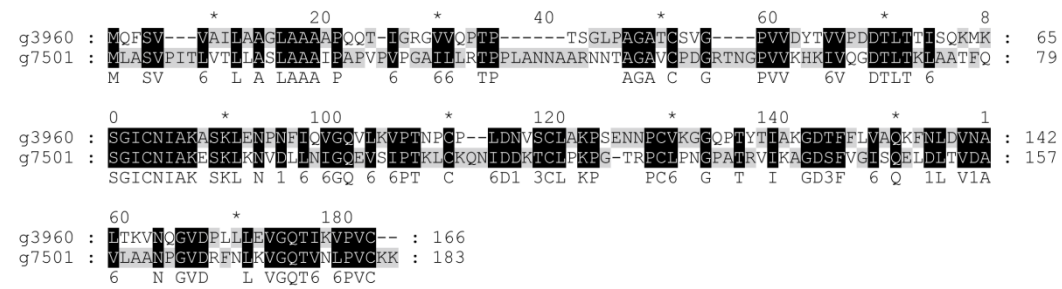 * 20 * 40 * 60 * 8
g3960 : MQFSV---VAILAAGLAAAAPQQT-IGRGVVQPTP------TSGLPAGATCSVG----PVVDYTVVPDDTLTTISQKMK : 65
g7501 : MLASVPITLVTLLASLAAAIPAPVPVPGAILLRTPPLANNAARNNTAGAVCPDGRTNGPVVKHKIVQGDTLTKLAATFQ : 79
M SV 6 L A LAAA P 6 66 TP AGA C G PVV 6V DTLT 6
0 * 100 * 120 * 140 * 1
g3960 : SGICNIAKASKLENPNFIQVGQVLKVPTNPCP--LDNVSCLAKPSENNPCVKGGQPTYTIAKGDTFFLVAQKFNLDVNA : 142
g7501 : SGICNIAKESKLKNVDLLNIGQEVSIPTKLCKQNIDDKTCLPKPG-TRPCLPNGPATRVIKAGDSFVGISQELDLTVDA : 157
SGICNIAK SKL N 1 6 6GQ 6 6PT C 6D1 3CL KP PC6 G T I GD3F 6 Q 1L V1A
60 * 180
g3960 : LTKVNQGVDPLLLEVGQTIKVPVC-- : 166
g7501 : VLAANPGVDRFNLKVGQTVNLPVCKK : 183
6 N GVD L VGQT6 6PVC